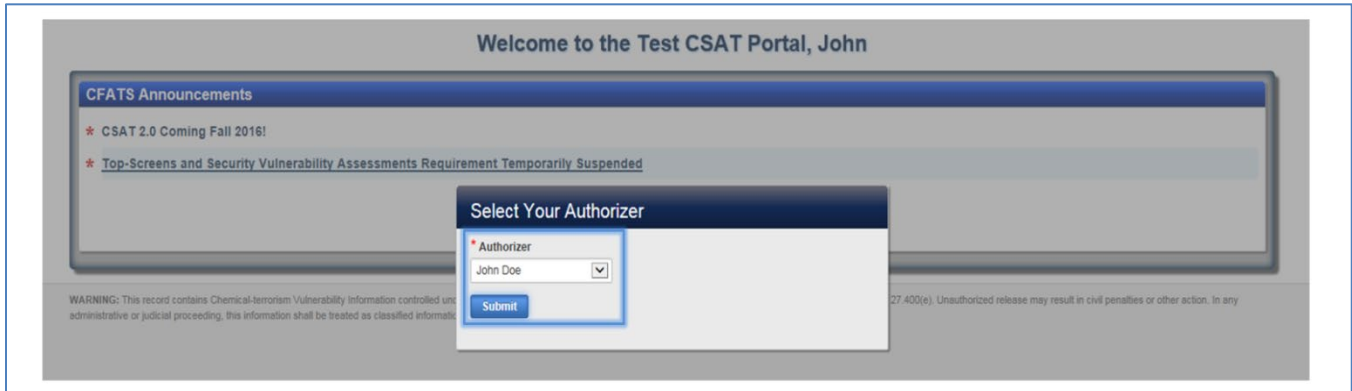 Welcome to the Test CSAT Portal, John
CFATS Announcements
* CSAT 2.0 Coming Fall 2016!
* Top-Screens and Security Vulnerability Assessments Requirement Temporarily Suspended
Select Your Authorizer
* Authorizer
John Doe
Submit
WARNING: This record contains Chemical-terrorism Vulnerability Information controlled 27.400(e). Unauthorized release may result in civil penalties or other action. In any
administrative or judicial proceeding, this information shall be treated as classified